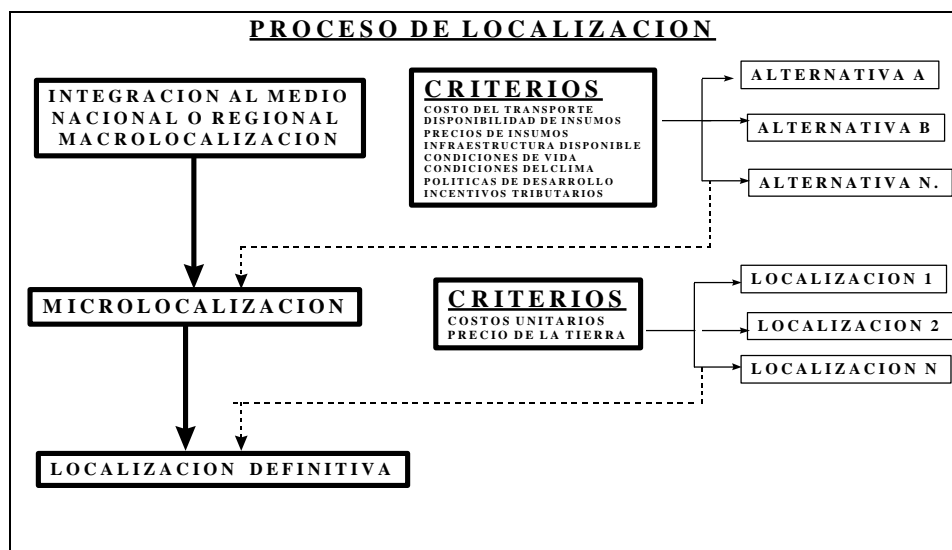 PROCESO DE LOCALIZACION
INTEGRACION AL MEDIO
NACIONAL O REGIONAL
MACROLOCALIZACION
CRITERIOS
COSTO DEL TRANSPORTE
DISPONIBILIDAD DE INSUMOS
PRECIOS DE INSUMOS
INFRAESTRUCTURA DISPONIBLE
CONDICIONES DE VIDA
CONDICIONES DEL CLIMA
POLITICAS DE DESARROLLO
INCENTIVOS TRIBUTARIOS
ALTERNATIVA A
ALTERNATIVA B
ALTERNATIVA N.
MICROLOCALIZACION
CRITERIOS
COSTOS UNITARIOS
PRECIO DE LA TIERRA
LOCALIZACION 1
LOCALIZACION 2
LOCALIZACION N
LOCALIZACION DEFINITIVA